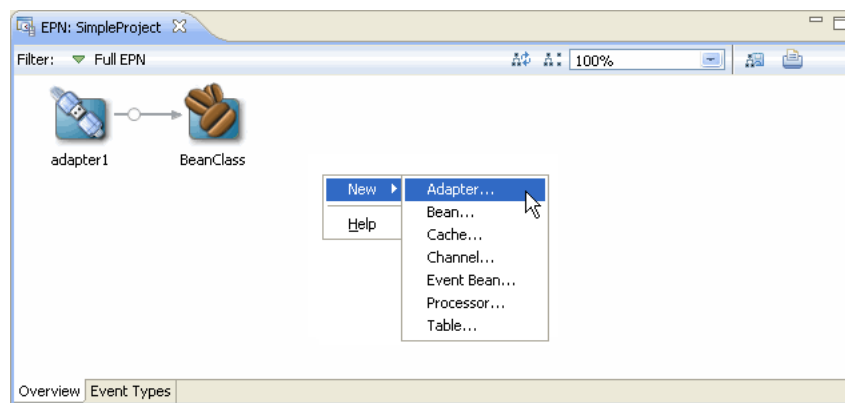 EPN: SimpleProject
Filter: Full EPN 100%
adapter1 BeanClass
New Adapter...
Bean...
Help
Cache...
Channel...
Event Bean...
Processor...
Table...
Overview Event Types